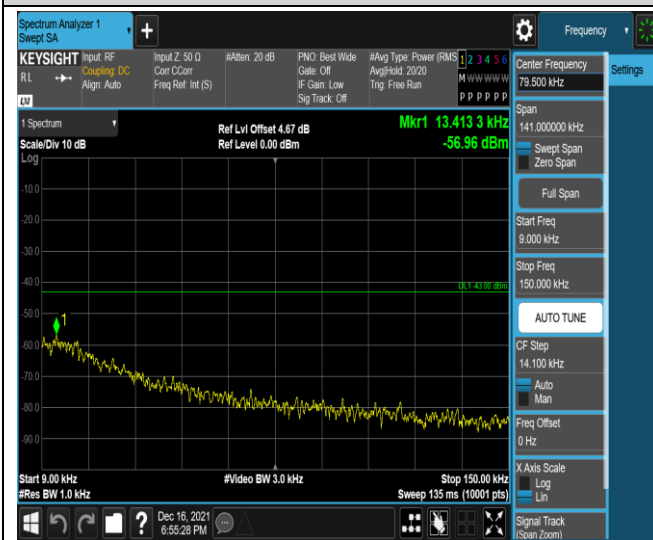 Spectrum Analyzer 1
Swept SA
+
Frequency
KEYSIGHT
RL
LXI
Input: RF
Coupling: DC
Align: Auto
Input Z: 50 Ω
Corr CCorr
Freq Ref: Int (S)
#Atten: 20 dB
PNO: Best Wide
Gate: Off
IF Gain: Low
Sig Track: Off
#Avg Type: Power (RMS
Avg|Hold: 20/20
Trig: Free Run
1 2 3 4 5 6
M W W W W W
P P P P P P
Center Frequency
79.500 kHz
Settings
Span
141.000000 kHz
Swept Span
Zero Span
Full Span
Start Freq
9.000 kHz
Stop Freq
150.000 kHz
AUTO TUNE
CF Step
14.100 kHz
Auto
Man
Freq Offset
0 Hz
X Axis Scale
Log
Lin
Signal Track
(Span Zoom)
1 Spectrum
Scale/Div 10 dB
Log
Ref Lvl Offset 4.67 dB
Ref Level 0.00 dBm
Mkr1 13.413 3 kHz
-56.96 dBm
-10.0
-20.0
-30.0
-40.0
DL1 -43.00 dBm
-50.0
1
-60.0
-70.0
-80.0
-90.0
Start 9.00 kHz
#Video BW 3.0 kHz
Stop 150.00 kHz
#Res BW 1.0 kHz
Sweep 135 ms (10001 pts)
?
Dec 16, 2021
6:55:28 PM